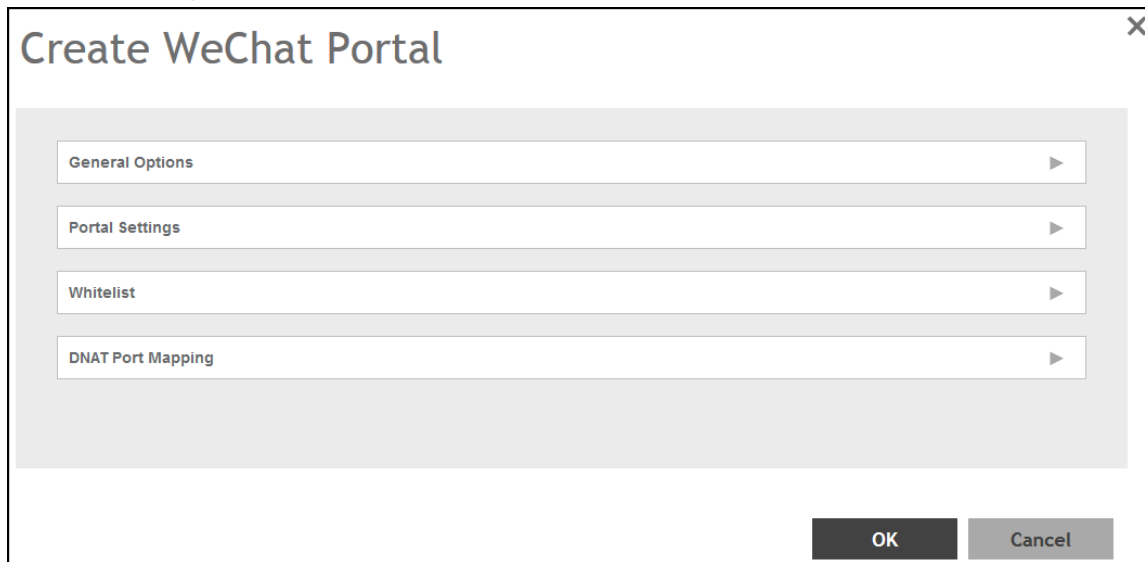 Create WeChat Portal
General Options
Portal Settings
Whitelist
DNAT Port Mapping
OK
Cancel